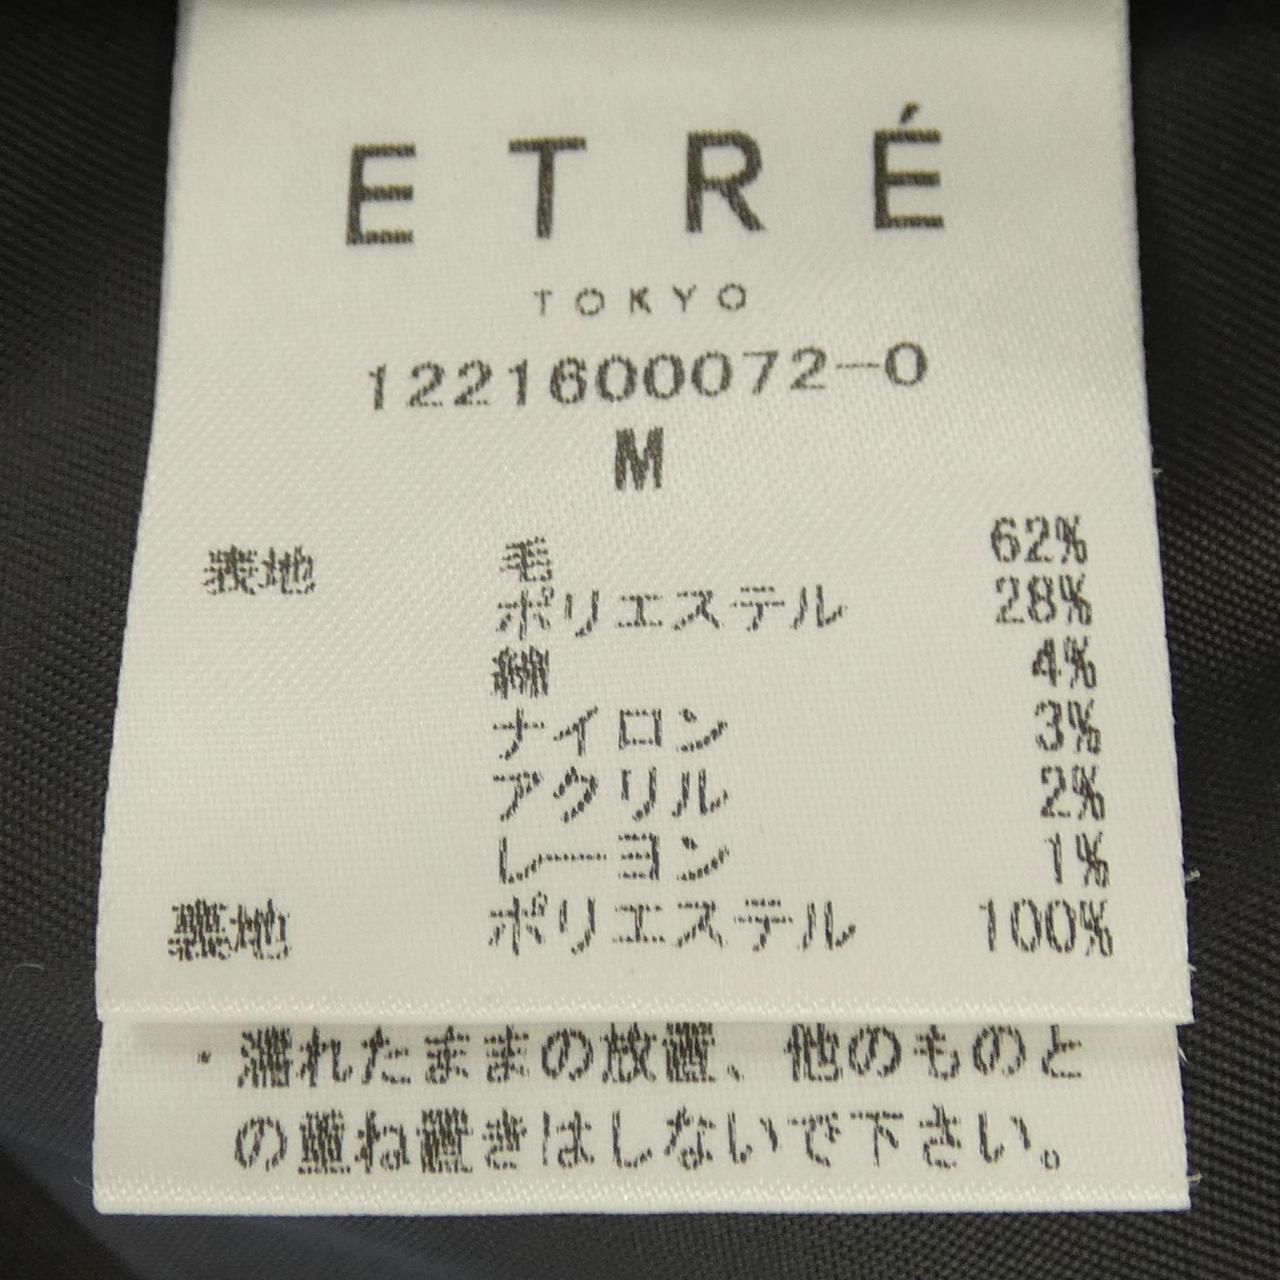 ETRÉ
TOKYO
1221600072-0
M
表地 毛 62%
ポリエステル 28%
綿 4%
ナイロン 3%
アクリル 2%
レーヨン 1%
裏地 ポリエステル 100%
・濡れたままの放置、他のものと
の重ね置きはしないで下さい。